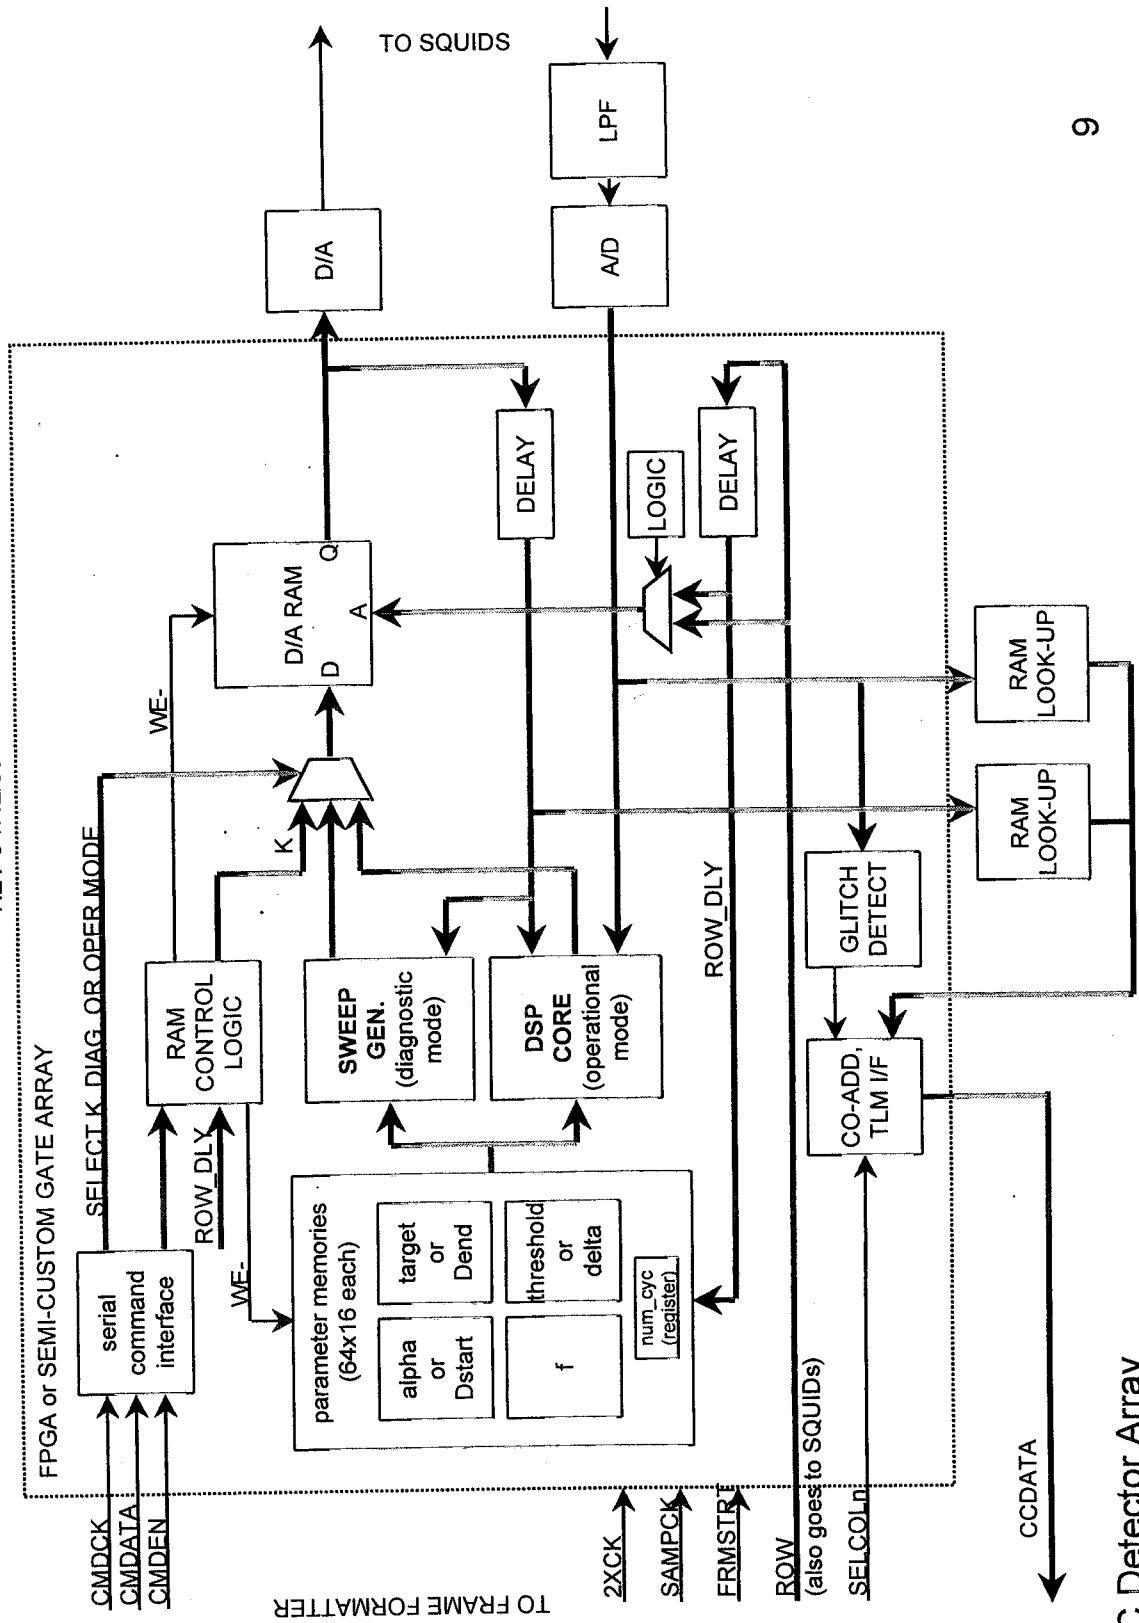 FPGA or SEMI-CUSTOM GATE ARRAY
CMDCK
CMDATA
CMDEN
serial
command
interface
SELECT K, DIAG, OR OPER MODE
ROW_DLY
WE-
RAM
CONTROL
LOGIC
WE-
K
D/A RAM
D
Q
A
D/A
TO SQUIDS
parameter memories
(64x16 each)
alpha
or
Dstart
target
or
Dend
f
threshold
or
delta
num_cyc
(register)
SWEEP
GEN.
(diagnostic
mode)
DSP
CORE
(operational
mode)
DELAY
A/D
LPF
LOGIC
DELAY
ROW_DLY
TO FRAME FORMATTER
2XCK
SAMPCK
FRMSTRT
ROW
(also goes to SQUIDs)
SELCOLn
CO-ADD,
TLM I/F
GLITCH
DETECT
RAM
LOOK-UP
RAM
LOOK-UP
CCDATA
Detector Array
9